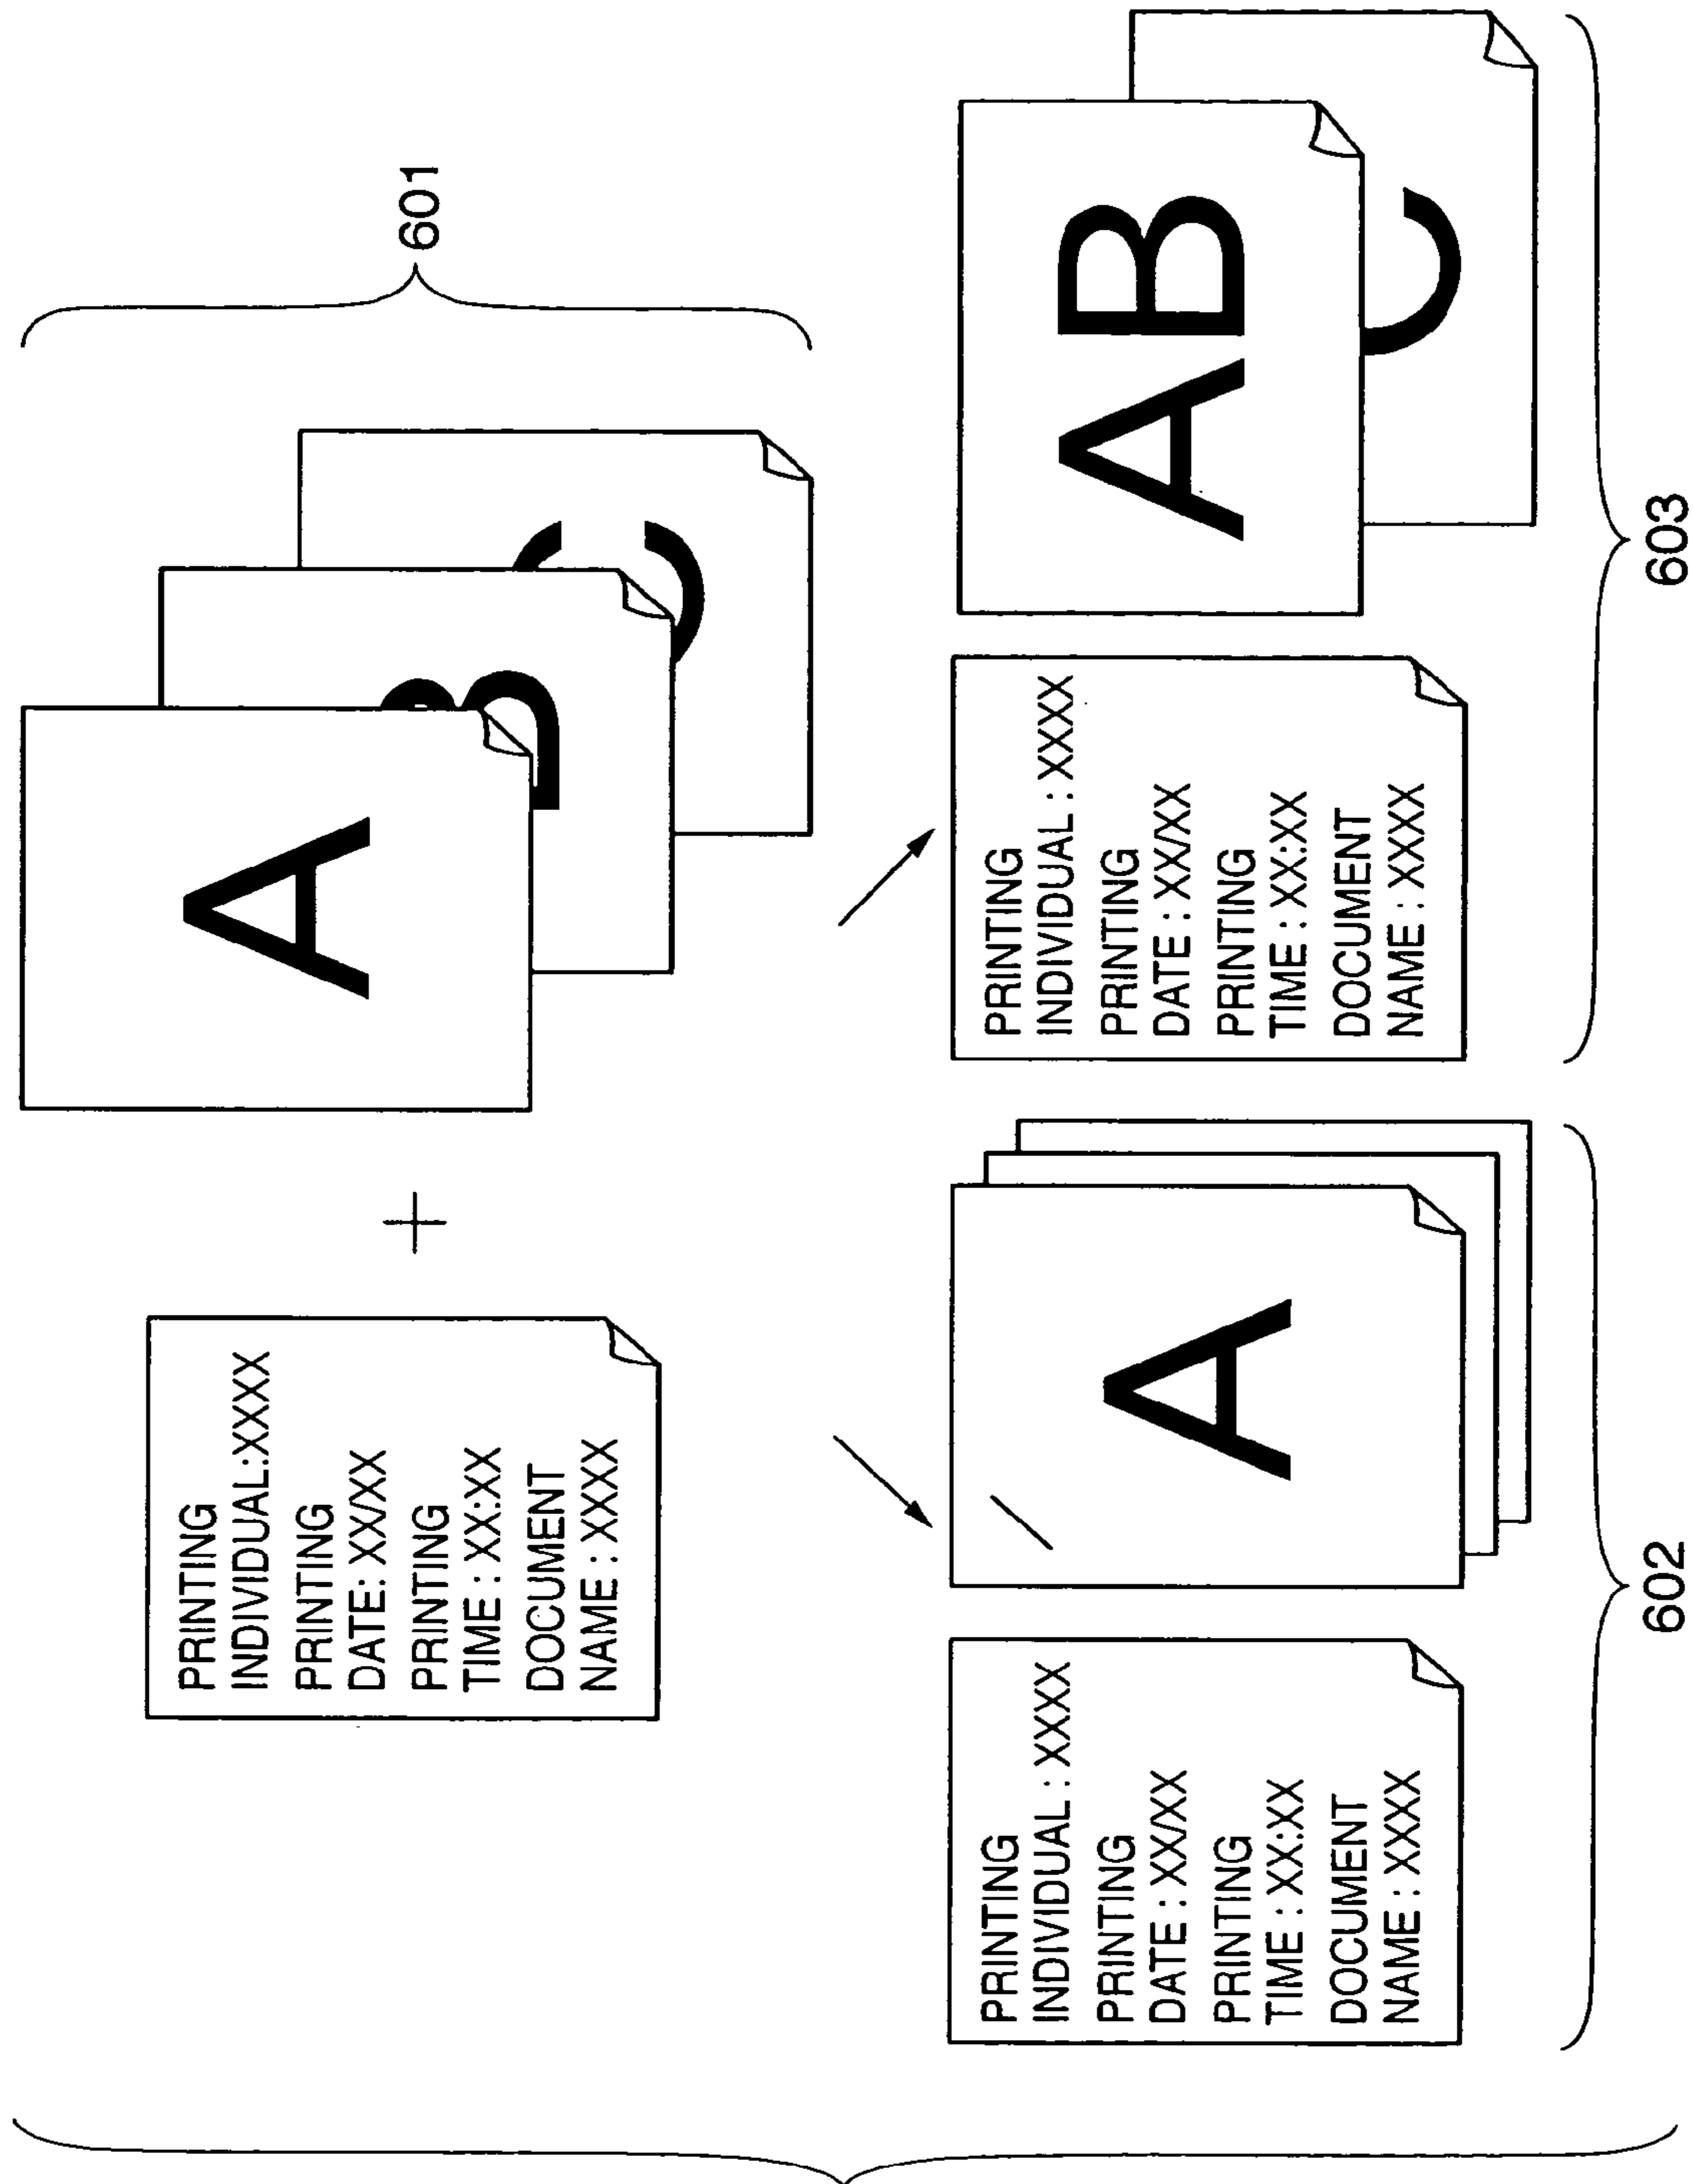 PRINTING
INDIVIDUAL:XXXX
PRINTING
DATE: XX/XX
PRINTING
TIME : XX:XX
DOCUMENT
NAME : XXXX
+
A
B
C
601
PRINTING
INDIVIDUAL : XXXX
PRINTING
DATE : XX/XX
PRINTING
TIME : XX:XX
DOCUMENT
NAME : XXXX
A
602
PRINTING
INDIVIDUAL : XXXX
PRINTING
DATE : XX/XX
PRINTING
TIME : XX:XX
DOCUMENT
NAME : XXXX
AB
C
603